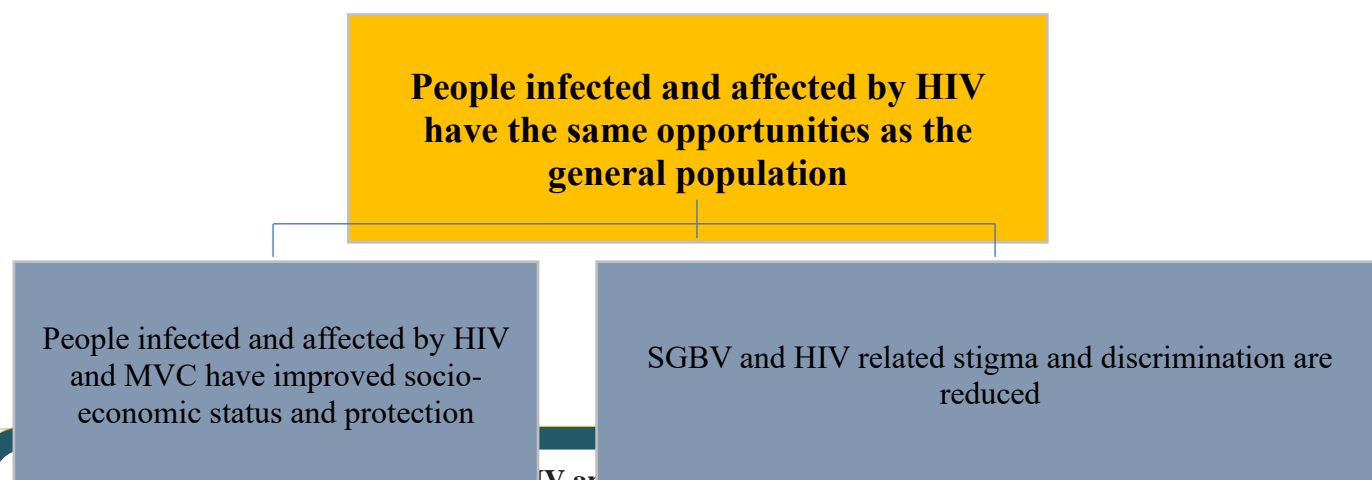 People infected and affected by HIV
have the same opportunities as the
general population
People infected and affected by HIV
and MVC have improved socio-
economic status and protection
SGBV and HIV related stigma and discrimination are
reduced